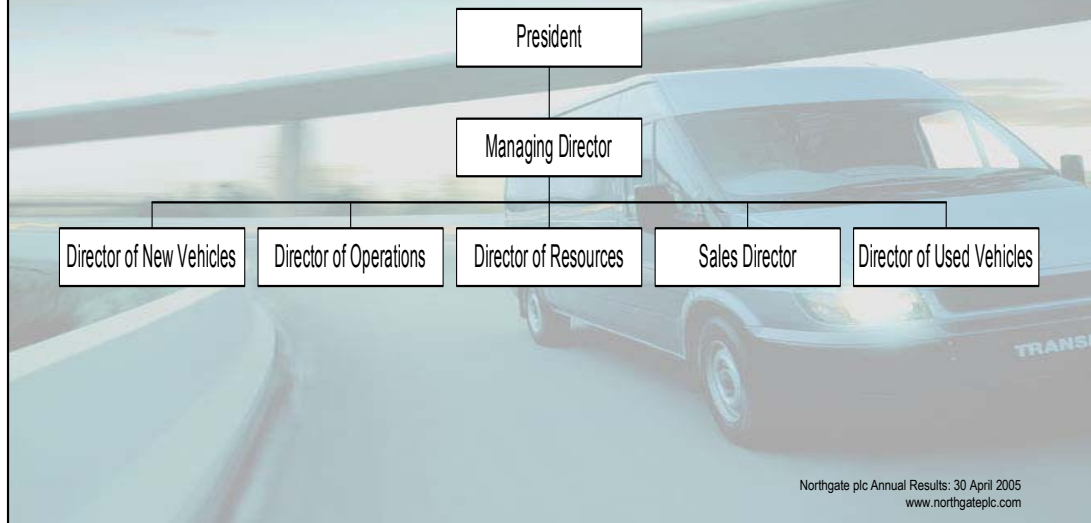 President
Managing Director
Director of New Vehicles
Director of Operations
Director of Resources
Sales Director
Director of Used Vehicles
TRANS
Northgate plc Annual Results: 30 April 2005
www.northgateplc.com